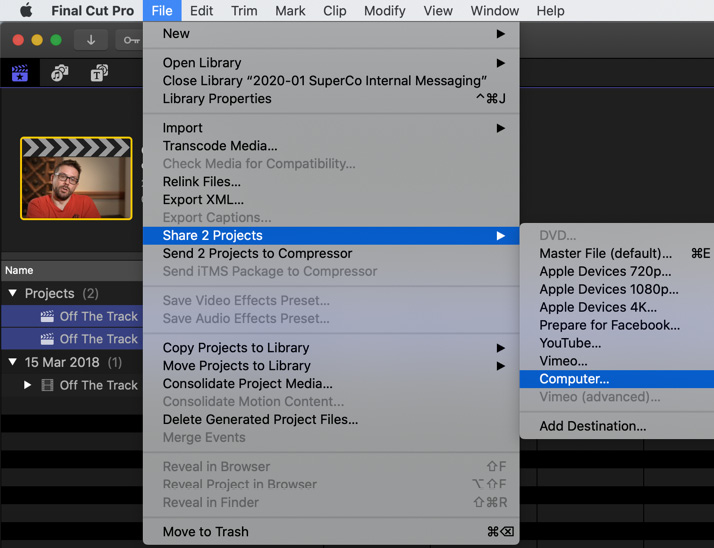 Final Cut Pro File Edit Trim Mark Clip Modify View Window Help
New
Open Library
Close Library “2020-01 SuperCo Internal Messaging”
Library Properties ^⌘J
Import
Transcode Media...
Check Media for Compatibility...
Relink Files...
Export XML...
Export Captions...
Share 2 Projects
Send 2 Projects to Compressor
Send iTMS Package to Compressor
Save Video Effects Preset...
Save Audio Effects Preset...
Copy Projects to Library
Move Projects to Library
Consolidate Project Media...
Consolidate Motion Content...
Delete Generated Project Files...
Merge Events
Reveal in Browser ⇧F
Reveal Project in Browser ⌥⇧F
Reveal in Finder ⇧⌘R
Move to Trash ⌘⌫
DVD...
Master File (default)... ⌘E
Apple Devices 720p...
Apple Devices 1080p...
Apple Devices 4K...
Prepare for Facebook...
YouTube...
Vimeo...
Computer...
Vimeo (advanced)...
Add Destination...
Name
Projects (2)
Off The Track
Off The Track
15 Mar 2018 (1)
Off The Track